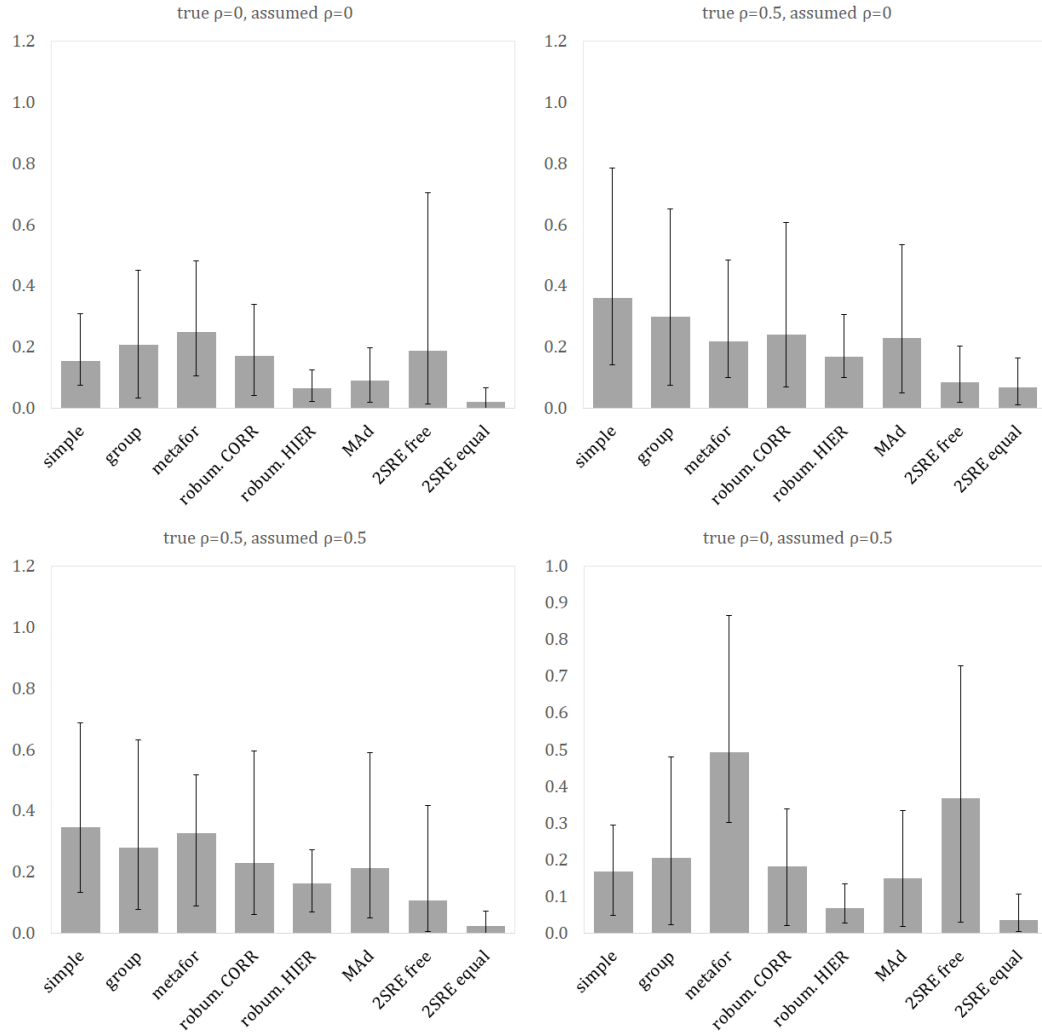 true ρ=0, assumed ρ=0
1.2
1.0
0.8
0.6
0.4
0.2
0.0
simple
group
metafor
robum. CORR
robum. HIER
MAd
2SRE free
2SRE equal
true ρ=0.5, assumed ρ=0
1.2
1.0
0.8
0.6
0.4
0.2
0.0
simple
group
metafor
robum. CORR
robum. HIER
MAd
2SRE free
2SRE equal
true ρ=0.5, assumed ρ=0.5
1.2
1.0
0.8
0.6
0.4
0.2
0.0
simple
group
metafor
robum. CORR
robum. HIER
MAd
2SRE free
2SRE equal
true ρ=0, assumed ρ=0.5
1.0
0.9
0.8
0.7
0.6
0.5
0.4
0.3
0.2
0.1
0.0
simple
group
metafor
robum. CORR
robum. HIER
MAd
2SRE free
2SRE equal